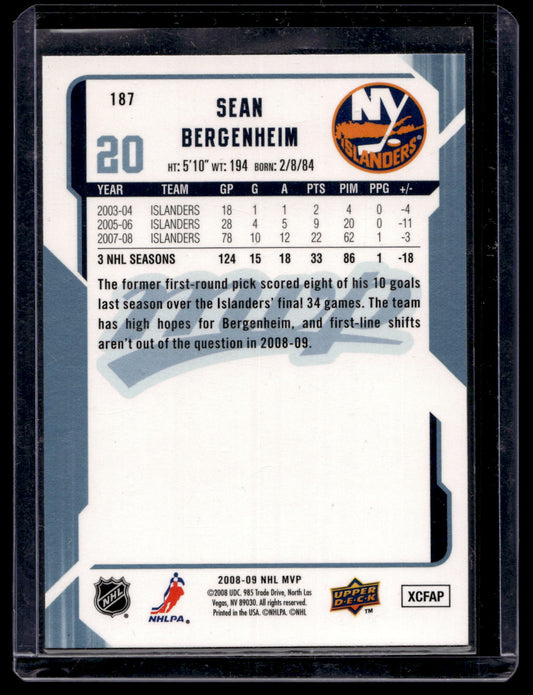 187
SEAN
BERGENHEIM
20
HT: 5'10" WT: 194 BORN: 2/8/84
NY
ISLANDERS
YEAR TEAM GP G A PTS PIM PPG +/-
2003-04 ISLANDERS 18 1 1 2 4 0 -4
2005-06 ISLANDERS 28 4 5 9 20 0 -11
2007-08 ISLANDERS 78 10 12 22 62 1 -3
3 NHL SEASONS 124 15 18 33 86 1 -18
mvp
The former first-round pick scored eight of his 10 goals
last season over the Islanders' final 34 games. The team
has high hopes for Bergenheim, and first-line shifts
aren't out of the question in 2008-09.
NHL
NHLPA.
2008-09 NHL MVP
©2008 UDC, 985 Trade Drive, North Las
Vegas, NV 89030. All rights reserved.
Printed in the USA. ©NHLPA. ©NHL
UPPER
DECK
TM
XCFAP